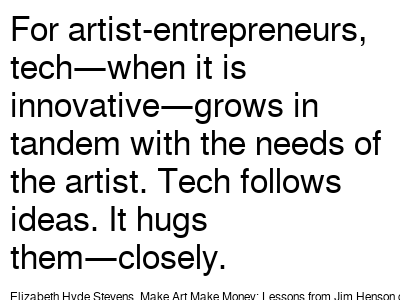 For artist-entrepreneurs,
tech—when it is
innovative—grows in
tandem with the needs of
the artist. Tech follows
ideas. It hugs
them—closely.
Elizabeth Hyde Stevens, Make Art Make Money: Lessons from Jim Henson